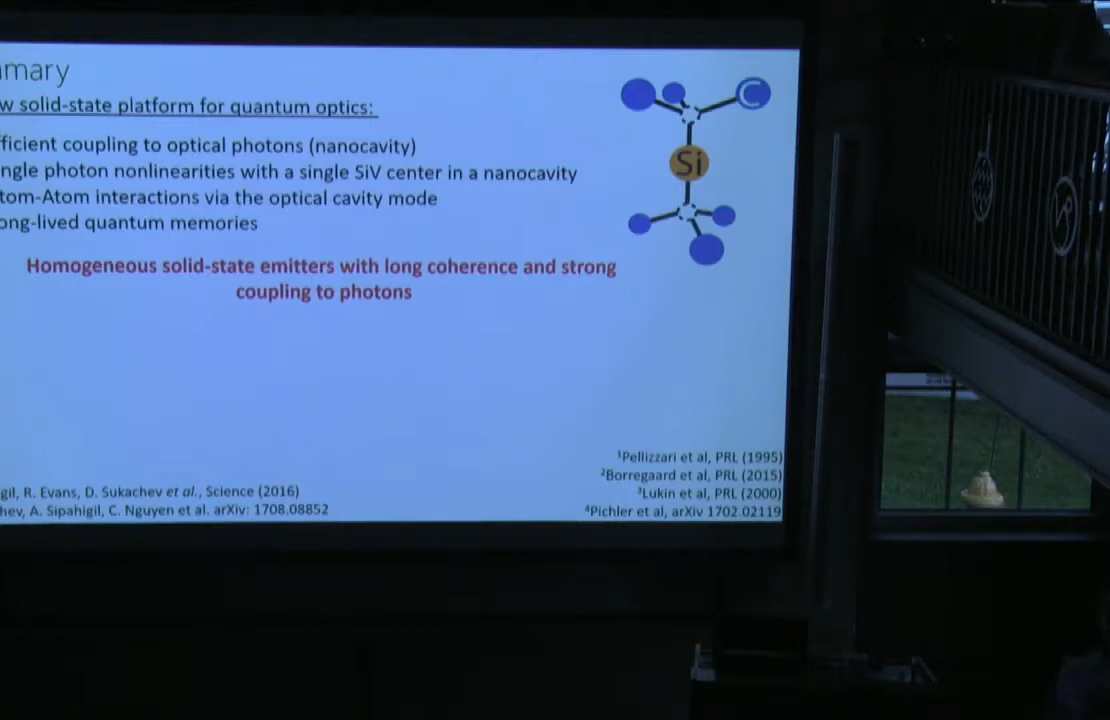 mmary
w solid-state platform for quantum optics:
ficient coupling to optical photons (nanocavity)
ngle photon nonlinearities with a single SiV center in a nanocavity
tom-Atom interactions via the optical cavity mode
ong-lived quantum memories
Homogeneous solid-state emitters with long coherence and strong
coupling to photons
C
Si
¹Pellizzari et al, PRL (1995)
²Borregaard et al, PRL (2015)
³Lukin et al, PRL (2000)
⁴Pichler et al, arXiv 1702.02119
gil, R. Evans, D. Sukachev et al., Science (2016)
hev, A. Sipahigil, C. Nguyen et al. arXiv: 1708.08852